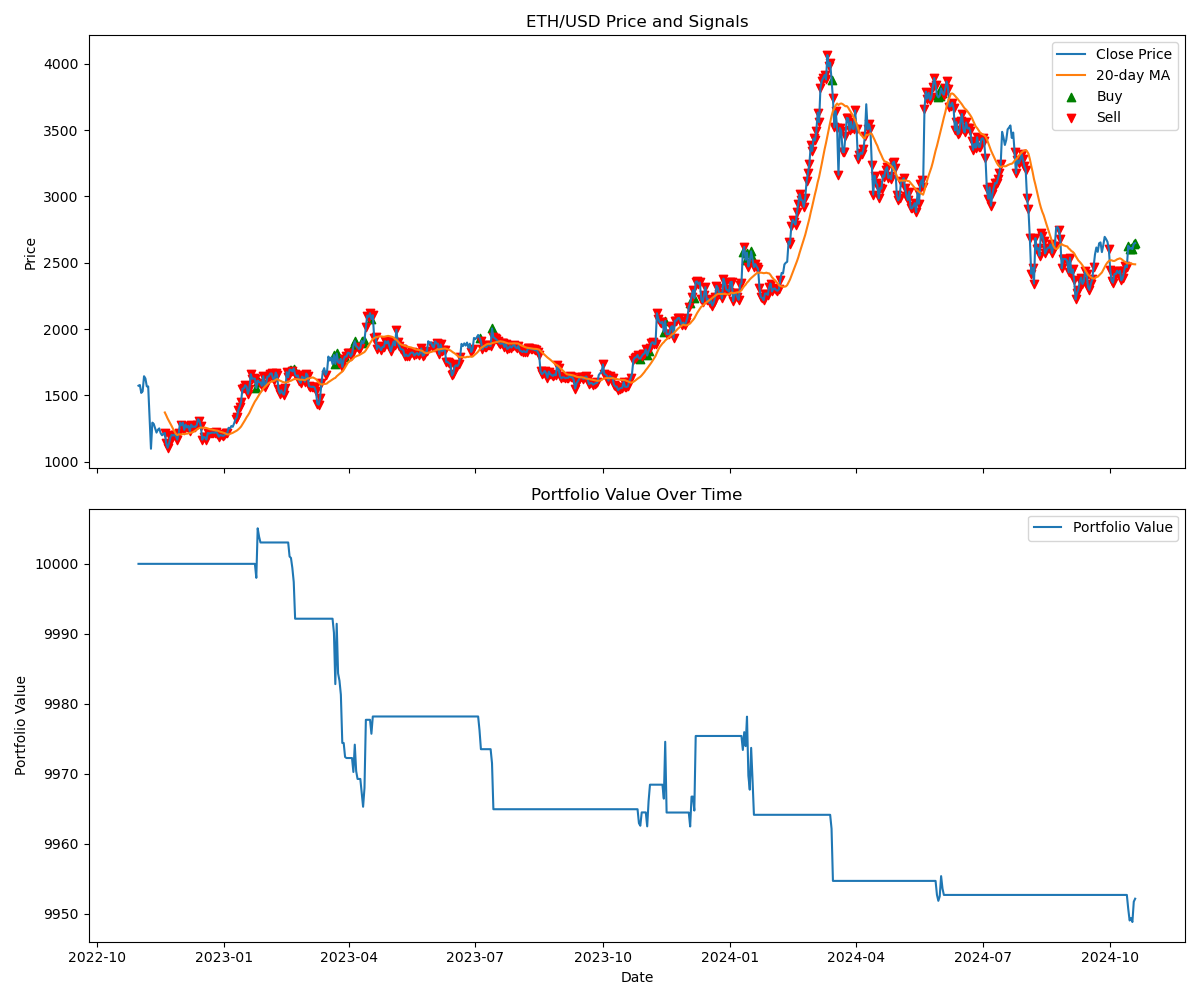 ETH/USD Price and Signals
Price
4000
3500
3000
2500
2000
1500
1000
Close Price
20-day MA
Buy
Sell
Portfolio Value Over Time
Portfolio Value
10000
9990
9980
9970
9960
9950
Portfolio Value
2022-10 2023-01 2023-04 2023-07 2023-10 2024-01 2024-04 2024-07 2024-10
Date